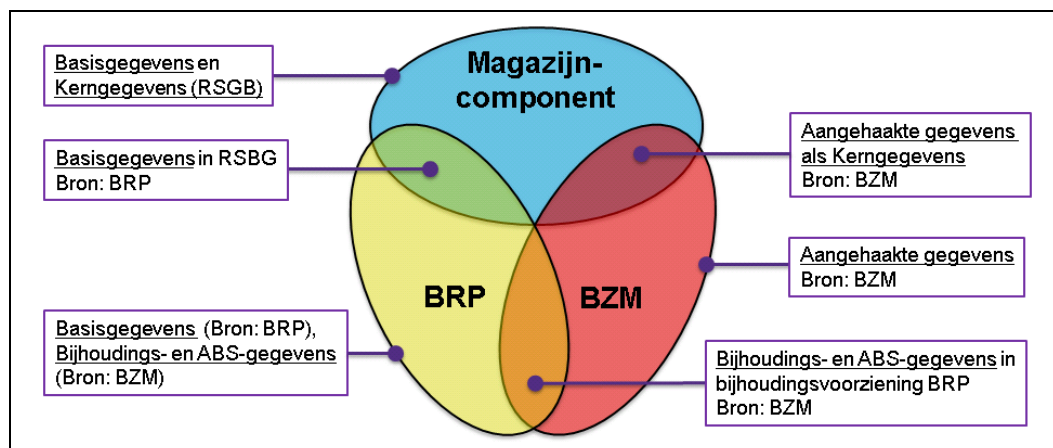 Basisgegevens en
Kerngegevens (RSGB)
Magazijn-
component
Basisgegevens in RSBG
Bron: BRP
Aangehaakte gegevens
als Kerngegevens
Bron: BZM
BRP
BZM
Aangehaakte gegevens
Bron: BZM
Basisgegevens (Bron: BRP),
Bijhoudings- en ABS-gegevens
(Bron: BZM)
Bijhoudings- en ABS-gegevens in
bijhoudingsvoorziening BRP
Bron: BZM